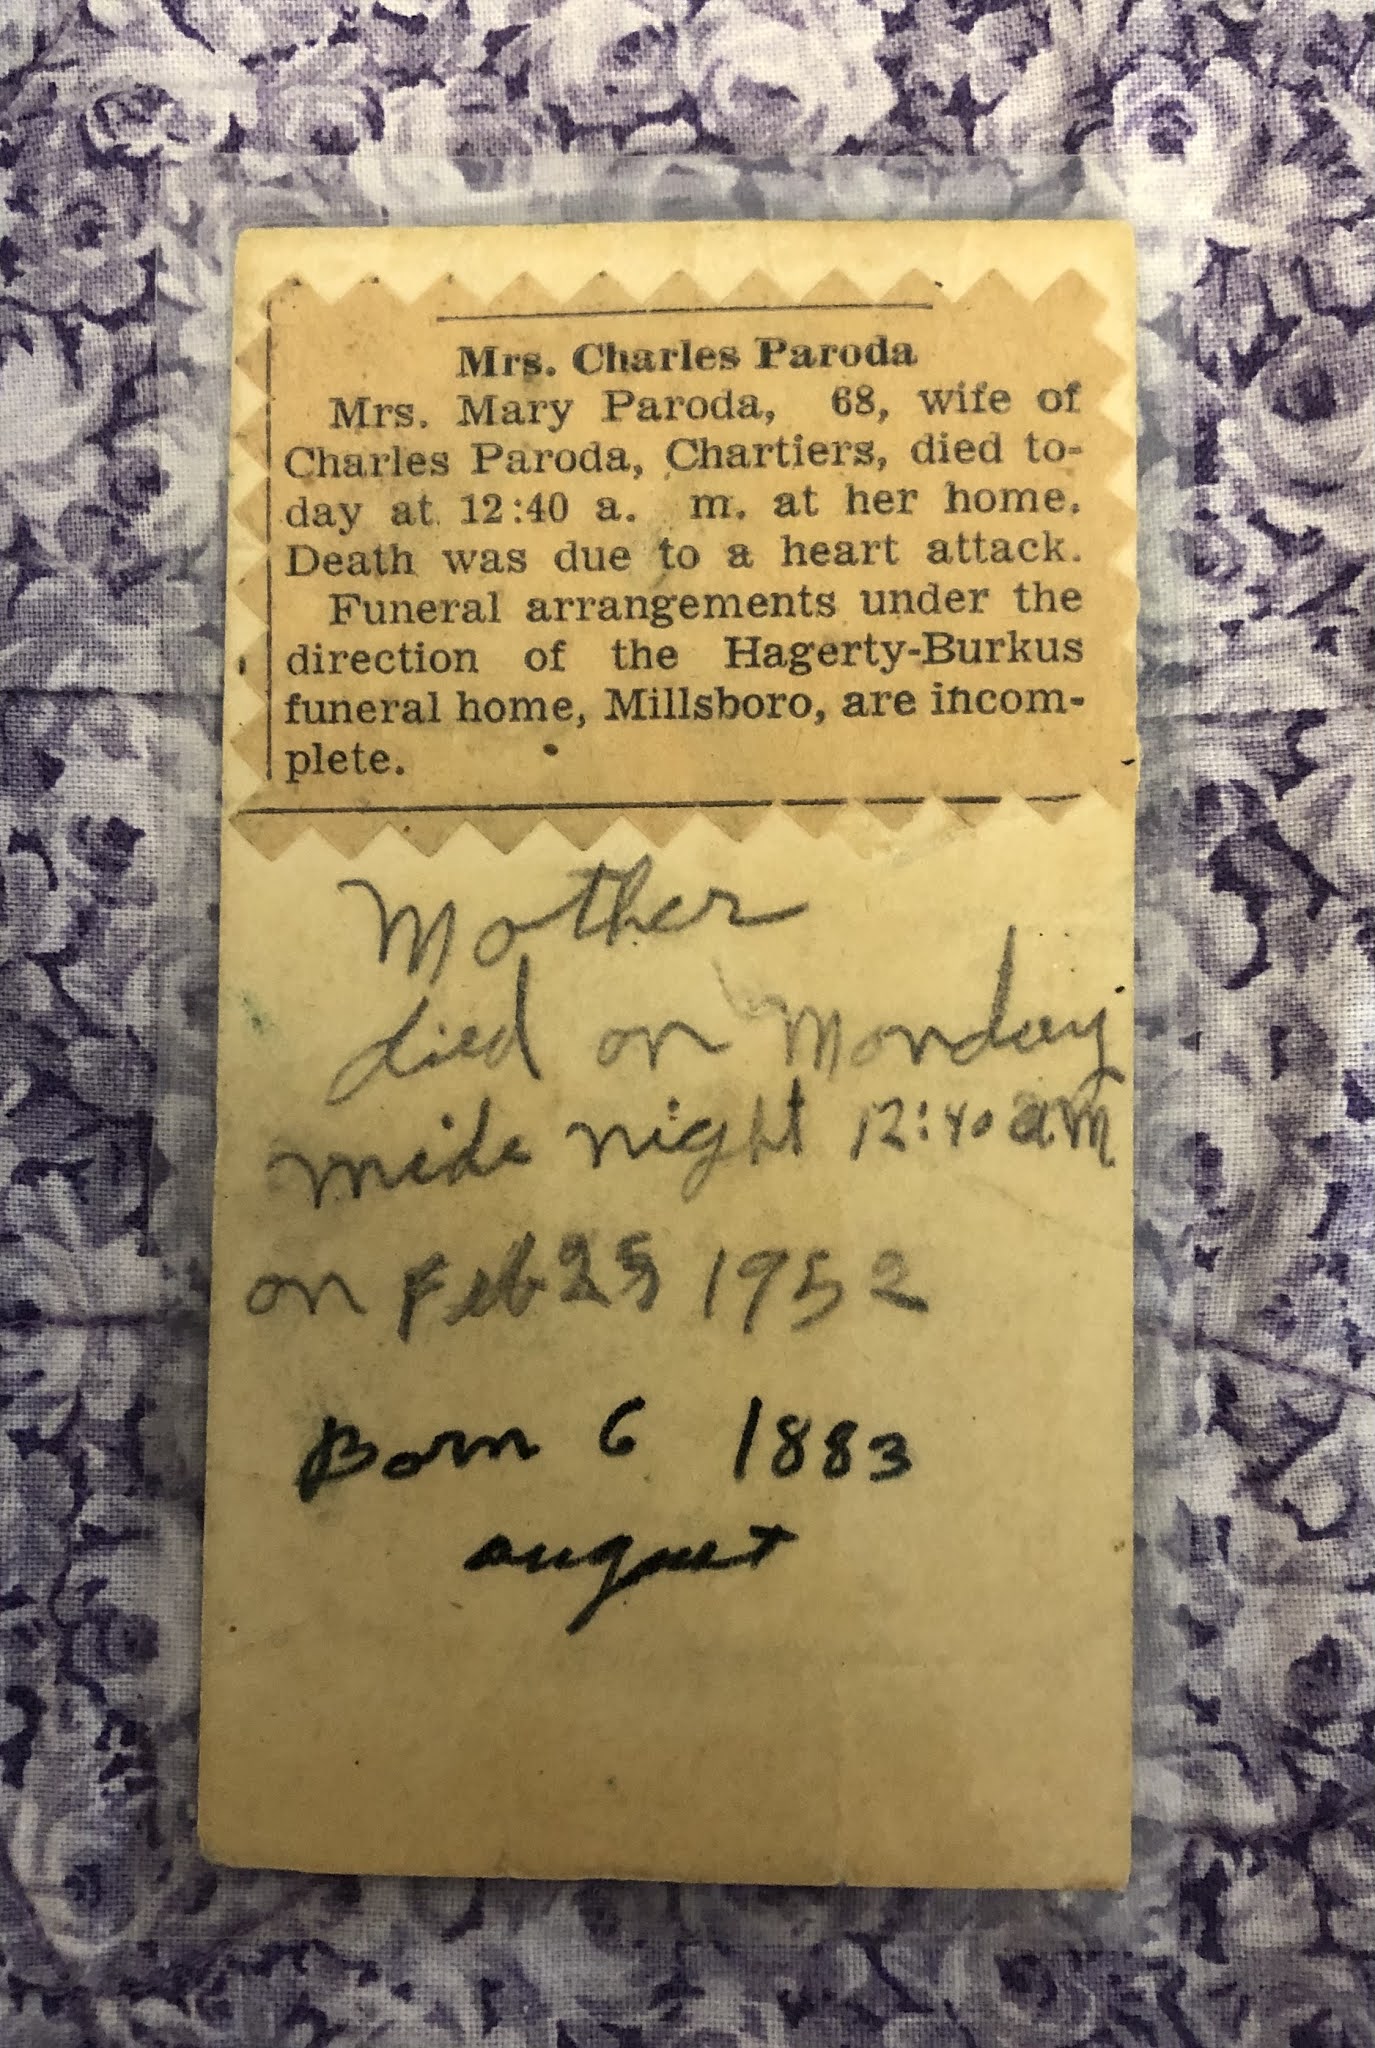 Mrs. Charles Paroda
Mrs. Mary Paroda, 68, wife of
Charles Paroda, Chartiers, died to-
day at 12:40 a. m. at her home.
Death was due to a heart attack.
Funeral arrangements under the
direction of the Hagerty-Burkus
funeral home, Millsboro, are incom-
plete.
Mother
died on Monday
mide night 12:40 am
on Feb 25 1952
Born 6 1883
august